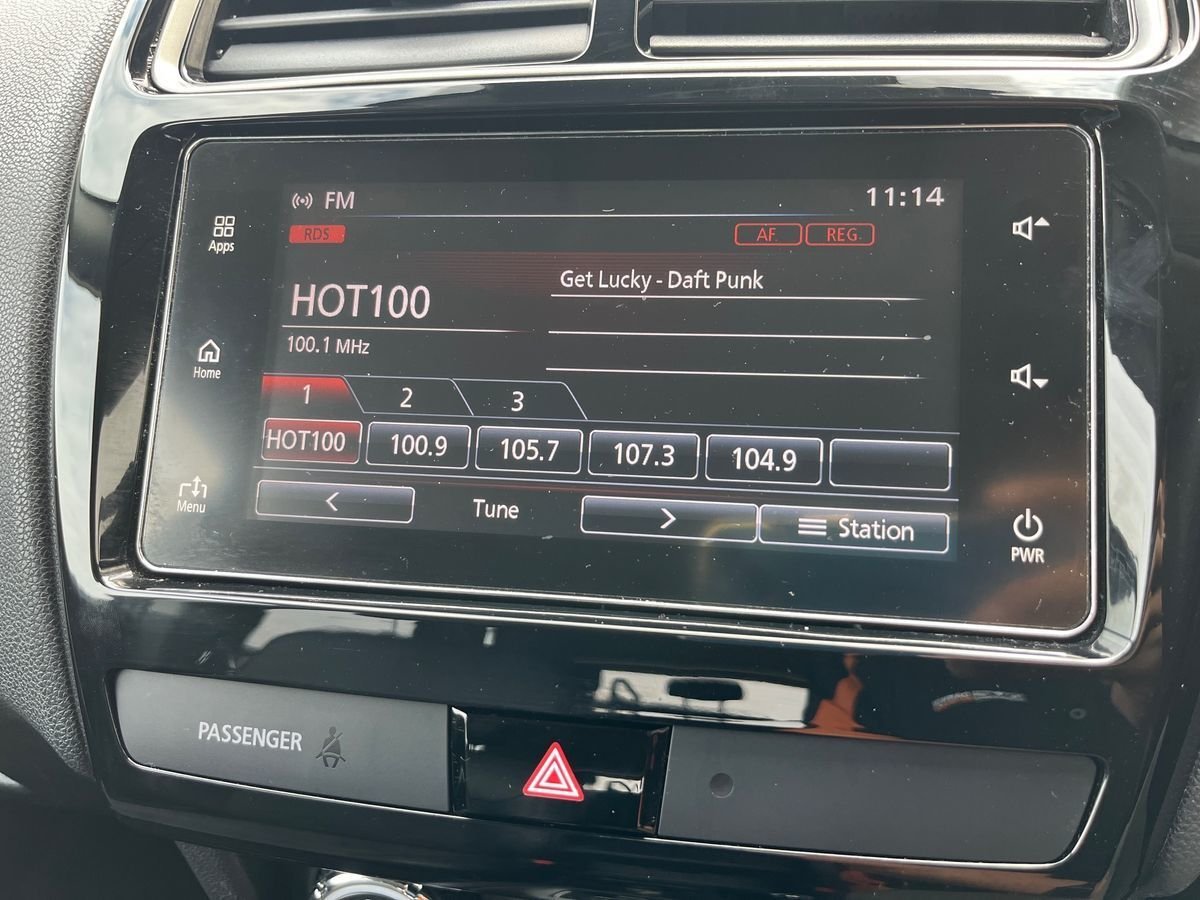 FM 11:14
RDS AF REG
Apps
Get Lucky - Daft Punk
HOT100
100.1 MHz
Home
1 2 3
HOT100 100.9 105.7 107.3 104.9
Menu
< Tune > Station
PWR
PASSENGER